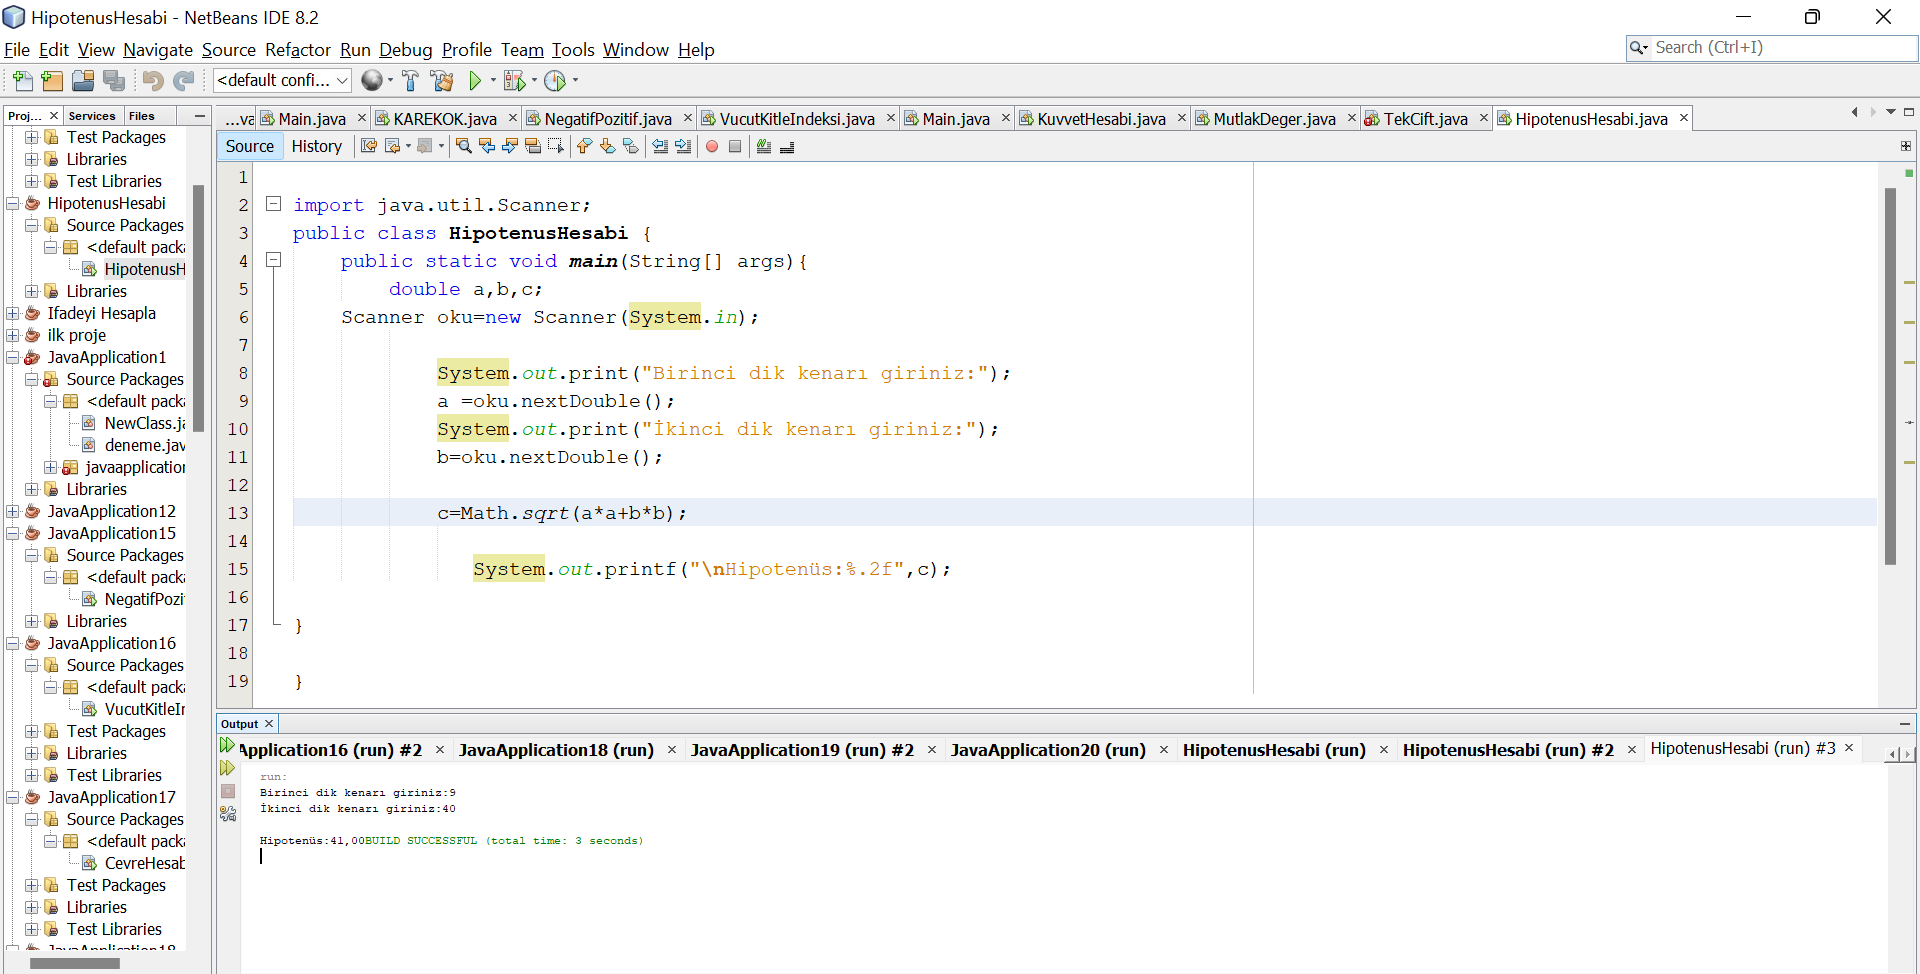 HipotenusHesabi - NetBeans IDE 8.2
File Edit View Navigate Source Refactor Run Debug Profile Team Tools Window Help
Search (Ctrl+I)
<default confi...
Proj... Services Files
...va Main.java KAREKOK.java NegatifPozitif.java VucutKitleIndeksi.java Main.java KuvvetHesabi.java MutlakDeger.java TekCift.java HipotenusHesabi.java
Source History
Test Packages
Libraries
Test Libraries
HipotenusHesabi
Source Packages
<default packa
HipotenusH
Libraries
Ifadeyi Hesapla
ilk proje
JavaApplication1
Source Packages
<default packa
NewClass.ja
deneme.jav
javaapplication
Libraries
JavaApplication12
JavaApplication15
Source Packages
<default packa
NegatifPozit
Libraries
JavaApplication16
Source Packages
<default packa
VucutKitleIn
Test Packages
Libraries
Test Libraries
JavaApplication17
Source Packages
<default packa
CevreHesab
Test Packages
Libraries
Test Libraries
JavaApplication18
1
2 import java.util.Scanner;
3 public class HipotenusHesabi {
4 public static void main(String[] args){
5 double a,b,c;
6 Scanner oku=new Scanner(System.in);
7
8 System.out.print("Birinci dik kenarı giriniz:");
9 a =oku.nextDouble();
10 System.out.print("İkinci dik kenarı giriniz:");
11 b=oku.nextDouble();
12
13 c=Math.sqrt(a*a+b*b);
14
15 System.out.printf("\nHipotenüs:%.2f",c);
16
17 }
18
19 }
Output
Application16 (run) #2 JavaApplication18 (run) JavaApplication19 (run) #2 JavaApplication20 (run) HipotenusHesabi (run) HipotenusHesabi (run) #2 HipotenusHesabi (run) #3
run:
Birinci dik kenarı giriniz:9
İkinci dik kenarı giriniz:40
Hipotenüs:41,00BUILD SUCCESSFUL (total time: 3 seconds)